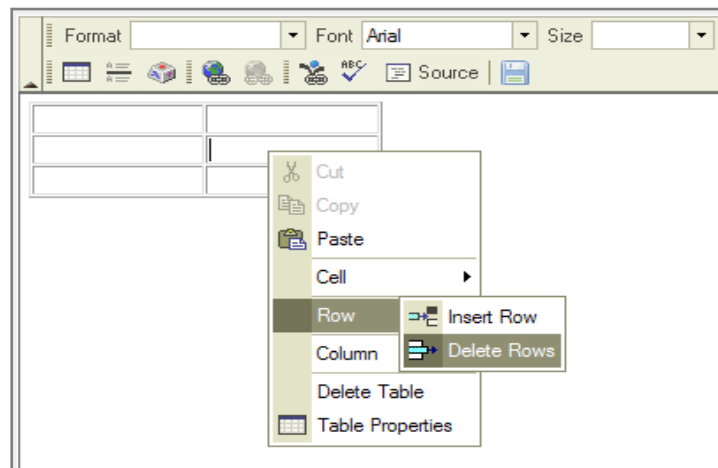 Format Font Arial Size
ABC Source
Cut
Copy
Paste
Cell
Row Insert Row
Column Delete Rows
Delete Table
Table Properties